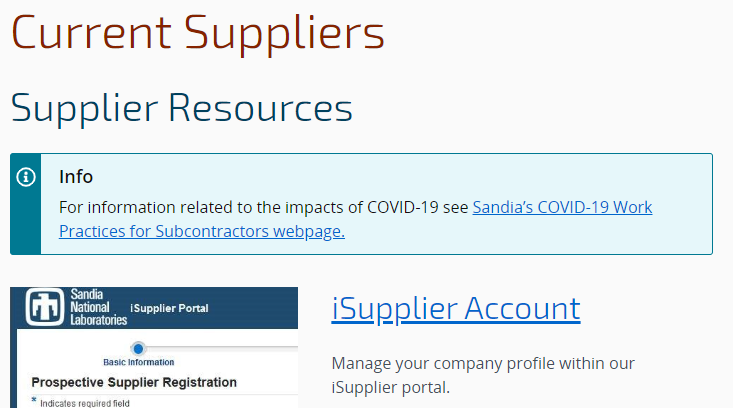 Current Suppliers
Supplier Resources
Info
For information related to the impacts of COVID-19 see Sandia's COVID-19 Work
Practices for Subcontractors webpage.
Sandia
National
Laboratories
iSupplier Portal
Basic Information
Prospective Supplier Registration
* Indicates required field
iSupplier Account
Manage your company profile within our
iSupplier portal.